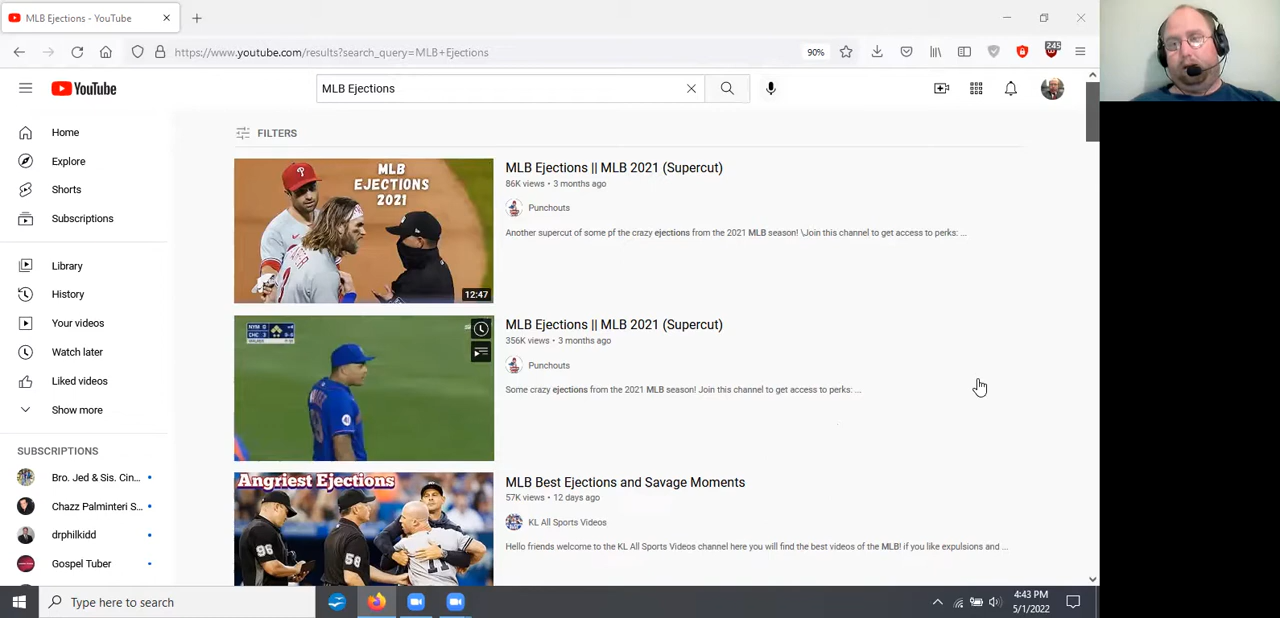 MLB Ejections - YouTube
https://www.youtube.com/results?search_query=MLB+Ejections
90%
245
YouTube
MLB Ejections
Home
Explore
Shorts
Subscriptions
Library
History
Your videos
Watch later
Liked videos
Show more
SUBSCRIPTIONS
Bro. Jed & Sis. Cin...
Chazz Palminteri S...
drphilkidd
Gospel Tuber
FILTERS
MLB
EJECTIONS
2021
12:47
MLB Ejections || MLB 2021 (Supercut)
86K views • 3 months ago
Punchouts
Another supercut of some pf the crazy ejections from the 2021 MLB season! \Join this channel to get access to perks: ...
MLB Ejections || MLB 2021 (Supercut)
356K views • 3 months ago
Punchouts
Some crazy ejections from the 2021 MLB season! Join this channel to get access to perks: ...
Angriest Ejections
96
58
11
MLB Best Ejections and Savage Moments
57K views • 12 days ago
KL All Sports Videos
Hello friends welcome to the KL All Sports Videos channel here you will find the best videos of the MLB! if you like expulsions and ...
Type here to search
4:43 PM
5/1/2022